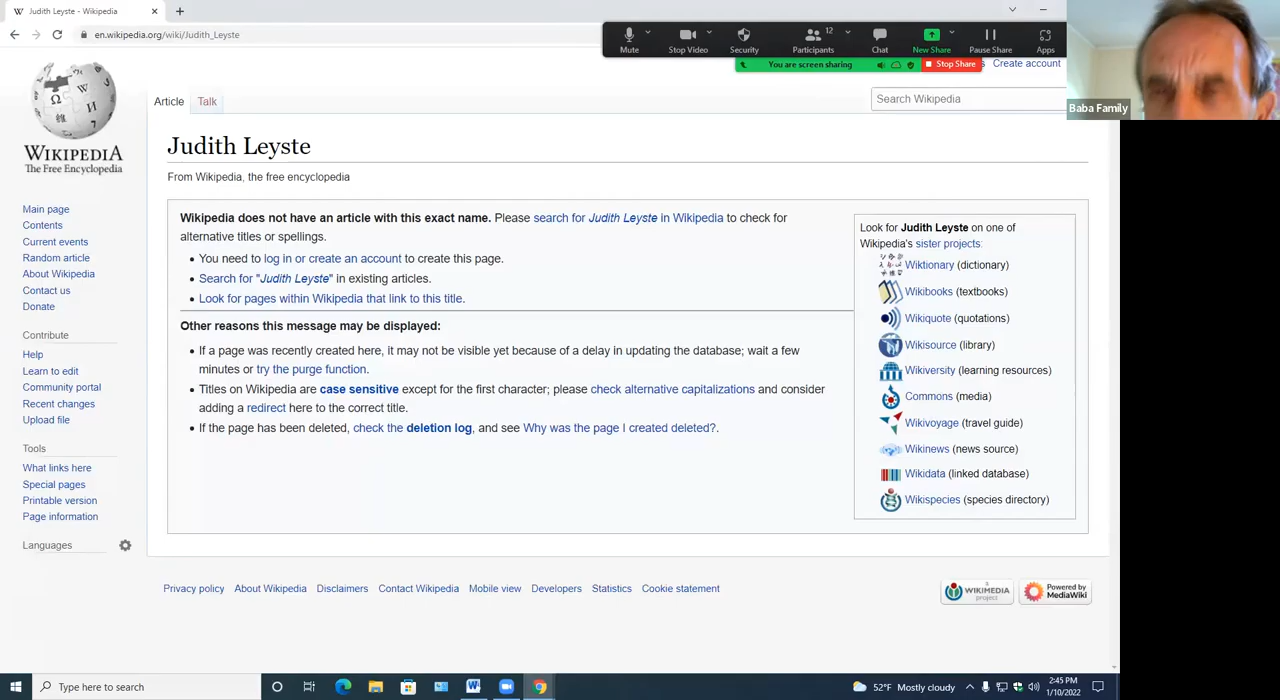 Judith Leyste - Wikipedia
en.wikipedia.org/wiki/Judith_Leyste
Mute
Stop Video
Security
12
Participants
Chat
New Share
Pause Share
Apps
You are screen sharing
Stop Share
Create account
Baba Family
WIKIPEDIA
The Free Encyclopedia
Article
Talk
Search Wikipedia
Judith Leyste
From Wikipedia, the free encyclopedia
Main page
Contents
Current events
Random article
About Wikipedia
Contact us
Donate
Contribute
Help
Learn to edit
Community portal
Recent changes
Upload file
Tools
What links here
Special pages
Printable version
Page information
Languages
Wikipedia does not have an article with this exact name. Please search for Judith Leyste in Wikipedia to check for
alternative titles or spellings.
You need to log in or create an account to create this page.
Search for "Judith Leyste" in existing articles.
Look for pages within Wikipedia that link to this title.
Other reasons this message may be displayed:
If a page was recently created here, it may not be visible yet because of a delay in updating the database; wait a few
minutes or try the purge function.
Titles on Wikipedia are case sensitive except for the first character; please check alternative capitalizations and consider
adding a redirect here to the correct title.
If the page has been deleted, check the deletion log, and see Why was the page I created deleted?.
Look for Judith Leyste on one of
Wikipedia's sister projects:
Wiktionary (dictionary)
Wikibooks (textbooks)
Wikiquote (quotations)
Wikisource (library)
Wikiversity (learning resources)
Commons (media)
Wikivoyage (travel guide)
Wikinews (news source)
Wikidata (linked database)
Wikispecies (species directory)
Privacy policy
About Wikipedia
Disclaimers
Contact Wikipedia
Mobile view
Developers
Statistics
Cookie statement
WIKIMEDIA
project
Powered by
MediaWiki
Type here to search
52°F Mostly cloudy
2:45 PM
1/10/2022